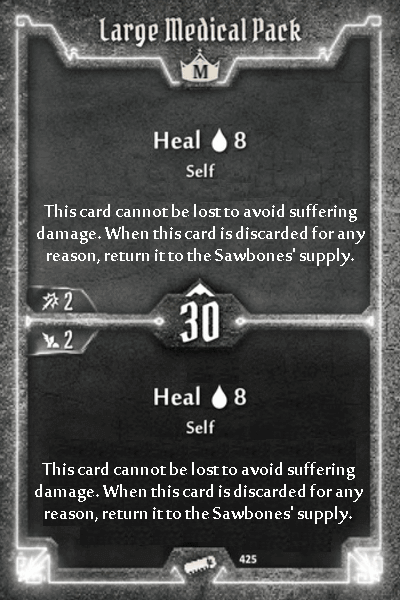 Large Medical Pack
M
Heal 8
Self
This card cannot be lost to avoid suffering
damage. When this card is discarded for any
reason, return it to the Sawbones' supply.
2
30
2
Heal 8
Self
This card cannot be lost to avoid suffering
damage. When this card is discarded for any
reason, return it to the Sawbones' supply.
425